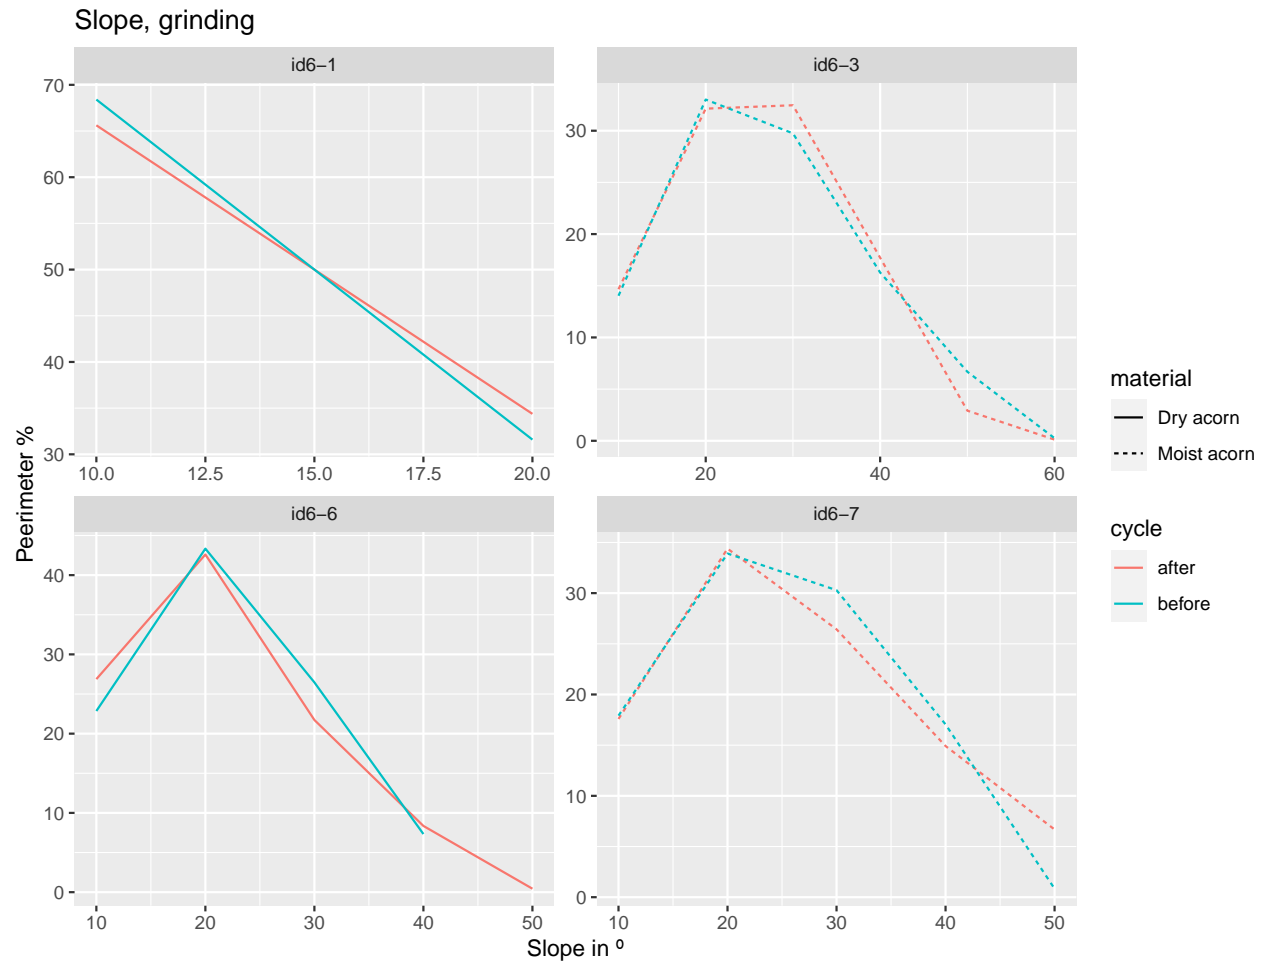 Slope, grinding
id6−1
id6−3
70
60
50
40
30
10.0 12.5 15.0 17.5 20.0
30
20
10
0
20 40 60
Peerimeter %
id6−6
id6−7
40
30
20
10
0
10 20 30 40 50
30
20
10
0
10 20 30 40 50
Slope in º
material
Dry acorn
Moist acorn
cycle
after
before